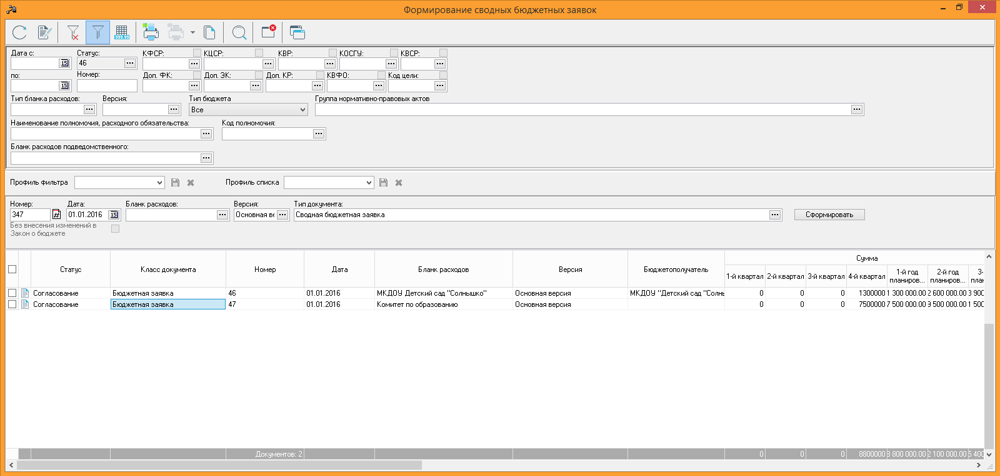 Формирование сводных бюджетных заявок
999.99
Дата с: Статус: КФСР: КЦСР: КВР: КОСГУ: КВСР:
15 46
по: Номер: Доп. ФК: Доп. ЭК: Доп. КР: КВФО: Код цели:
15
Тип бланка расходов: Версия: Тип бюджета Группа нормативно-правовых актов
Все
Наименование полномочия, расходного обязательства: Код полномочия:
Бланк расходов подведомственного:
Профиль фильтра Профиль списка
Номер: Дата: Бланк расходов: Версия: Тип документа:
347 # 01.01.2016 15 Основная ве Сводная бюджетная заявка Сформировать
Без внесения изменений в
Закон о бюджете
Сумма
Статус Класс документа Номер Дата Бланк расходов Версия Бюджетополучатель
1-й квартал 2-й квартал 3-й квартал 4-й квартал 1-й год планиров... 2-й год планиров... 3-
Согласование Бюджетная заявка 46 01.01.2016 МКДОУ Детский сад "Солнышко" Основная версия МКДОУ "Детский сад "Солнь 0 0 0 1300000 1 300 000.00 2 600 000.00 3 900
Согласование Бюджетная заявка 47 01.01.2016 Комитет по образованию Основная версия 0 0 0 7500000 7 500 000.00 9 500 000.00 1 500
Документов: 2 0 0 0 8800000 8 800 000.00 2 100 000.00 5 400